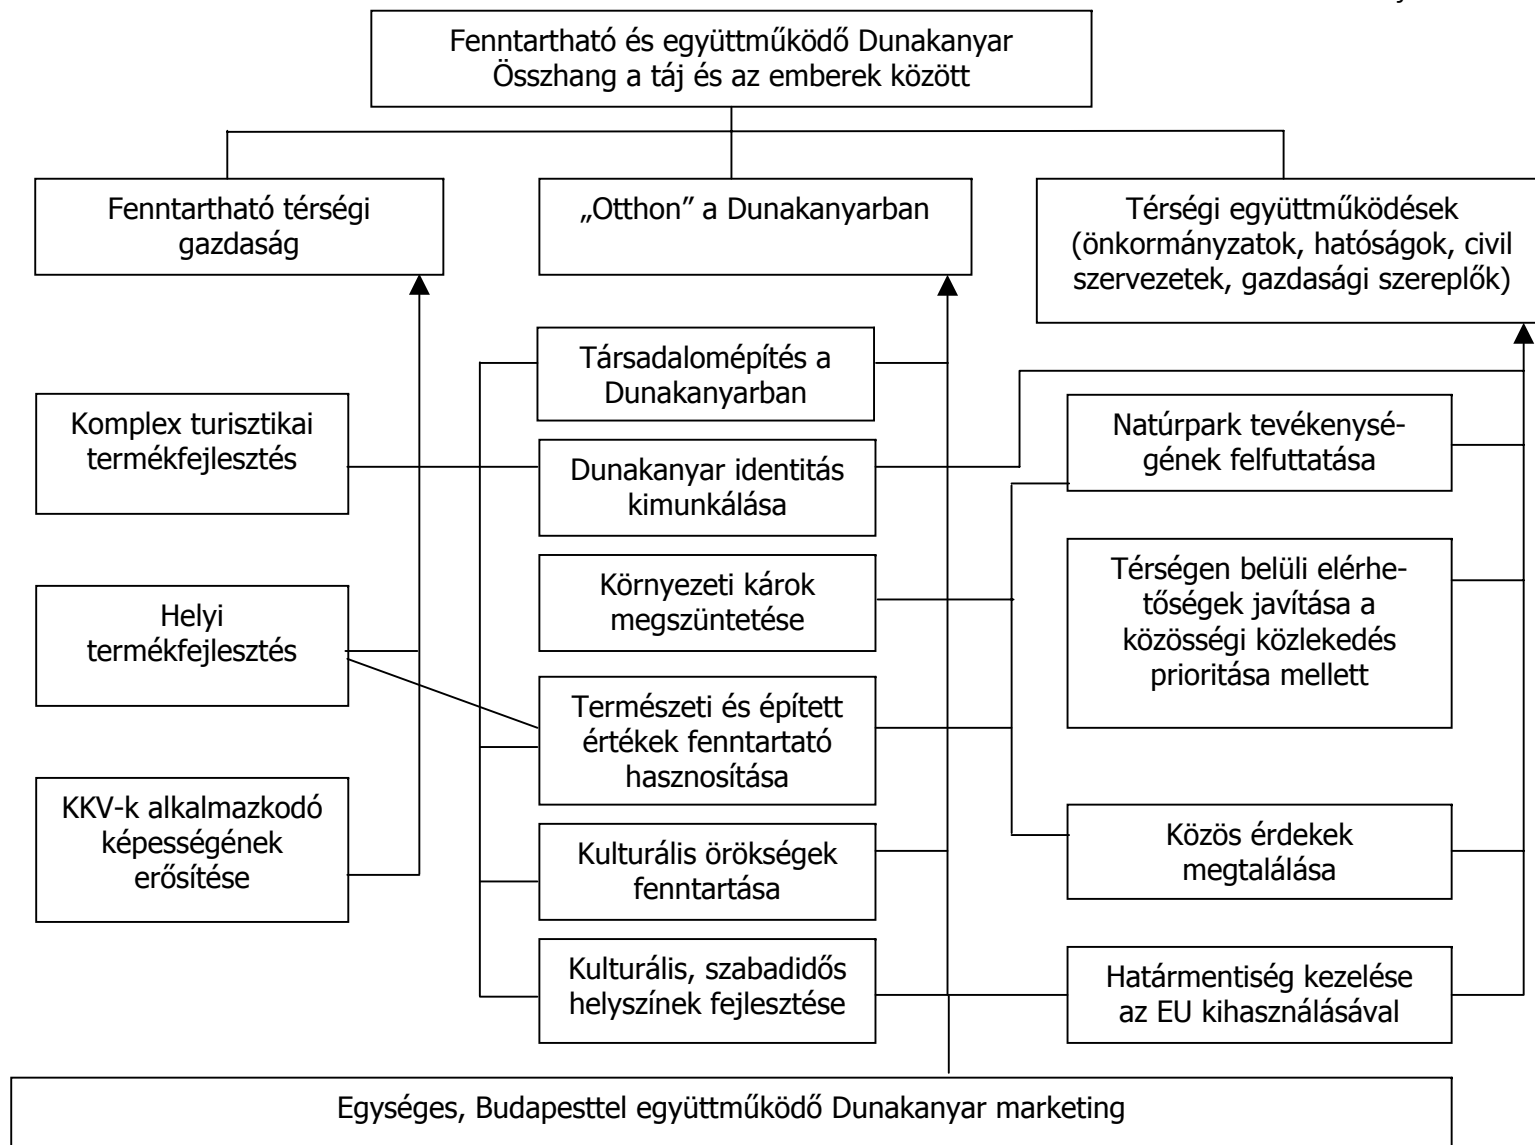 Fenntartható és együttműködő Dunakanyar
Összhang a táj és az emberek között
Fenntartható térségi
gazdaság
„Otthon” a Dunakanyarban
Térségi együttműködések
(önkormányzatok, hatóságok, civil
szervezetek, gazdasági szereplők)
Komplex turisztikai
termékfejlesztés
Helyi
termékfejlesztés
KKV-k alkalmazkodó
képességének
erősítése
Társadalomépítés a
Dunakanyarban
Dunakanyar identitás
kimunkálása
Környezeti károk
megszüntetése
Természeti és épített
értékek fenntartató
hasznosítása
Kulturális örökségek
fenntartása
Kulturális, szabadidős
helyszínek fejlesztése
Natúrpark tevékenysé-
gének felfuttatása
Térségen belüli elérhe-
tőségek javítása a
közösségi közlekedés
prioritása mellett
Közös érdekek
megtalálása
Határmentiség kezelése
az EU kihasználásával
Egységes, Budapesttel együttműködő Dunakanyar marketing